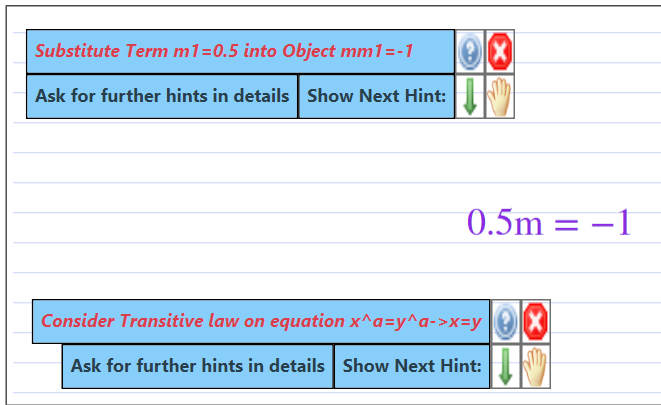 Substitute Term m1=0.5 into Object mm1=-1
Ask for further hints in details Show Next Hint:
0.5m = −1
Consider Transitive law on equation x^a=y^a->x=y
Ask for further hints in details Show Next Hint: